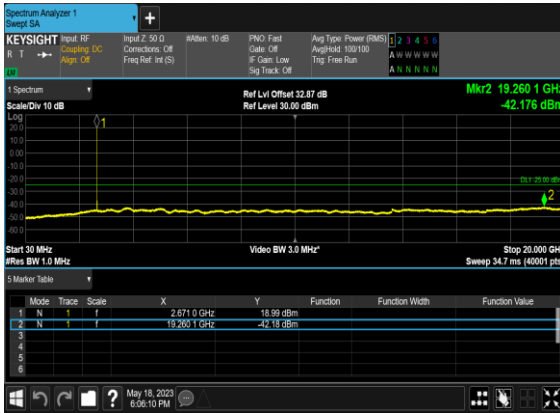 Spectrum Analyzer 1
Swept SA
+
KEYSIGHT Input: RF Input Z: 50 Ω #Atten: 10 dB PNO: Fast Avg Type: Power (RMS) 1 2 3 4 5 6
R T Coupling: DC Corrections: Off Gate: Off Avg|Hold: 100/100 A W W W W W
Align: Off Freq Ref: Int (S) IF Gain: Low Trig: Free Run
Sig Track: Off A N N N N N
1 Spectrum
Scale/Div 10 dB
Ref Lvl Offset 32.87 dB
Ref Level 30.00 dBm
Mkr2 19.260 1 GHz
-42.176 dBm
Log
20.0
10.0
0.00
-10.0
-20.0
-30.0
-40.0
-50.0
-60.0
1
DL1 -25.00 dBm
2
Start 30 MHz Video BW 3.0 MHz* Stop 20.000 GHz
#Res BW 1.0 MHz Sweep 34.7 ms (40001 pts)
5 Marker Table
Mode Trace Scale X Y Function Function Width Function Value
1 N 1 f 2.671 0 GHz 18.99 dBm
2 N 1 f 19.260 1 GHz -42.18 dBm
3
4
5
6
?
May 18, 2023
6:06:10 PM